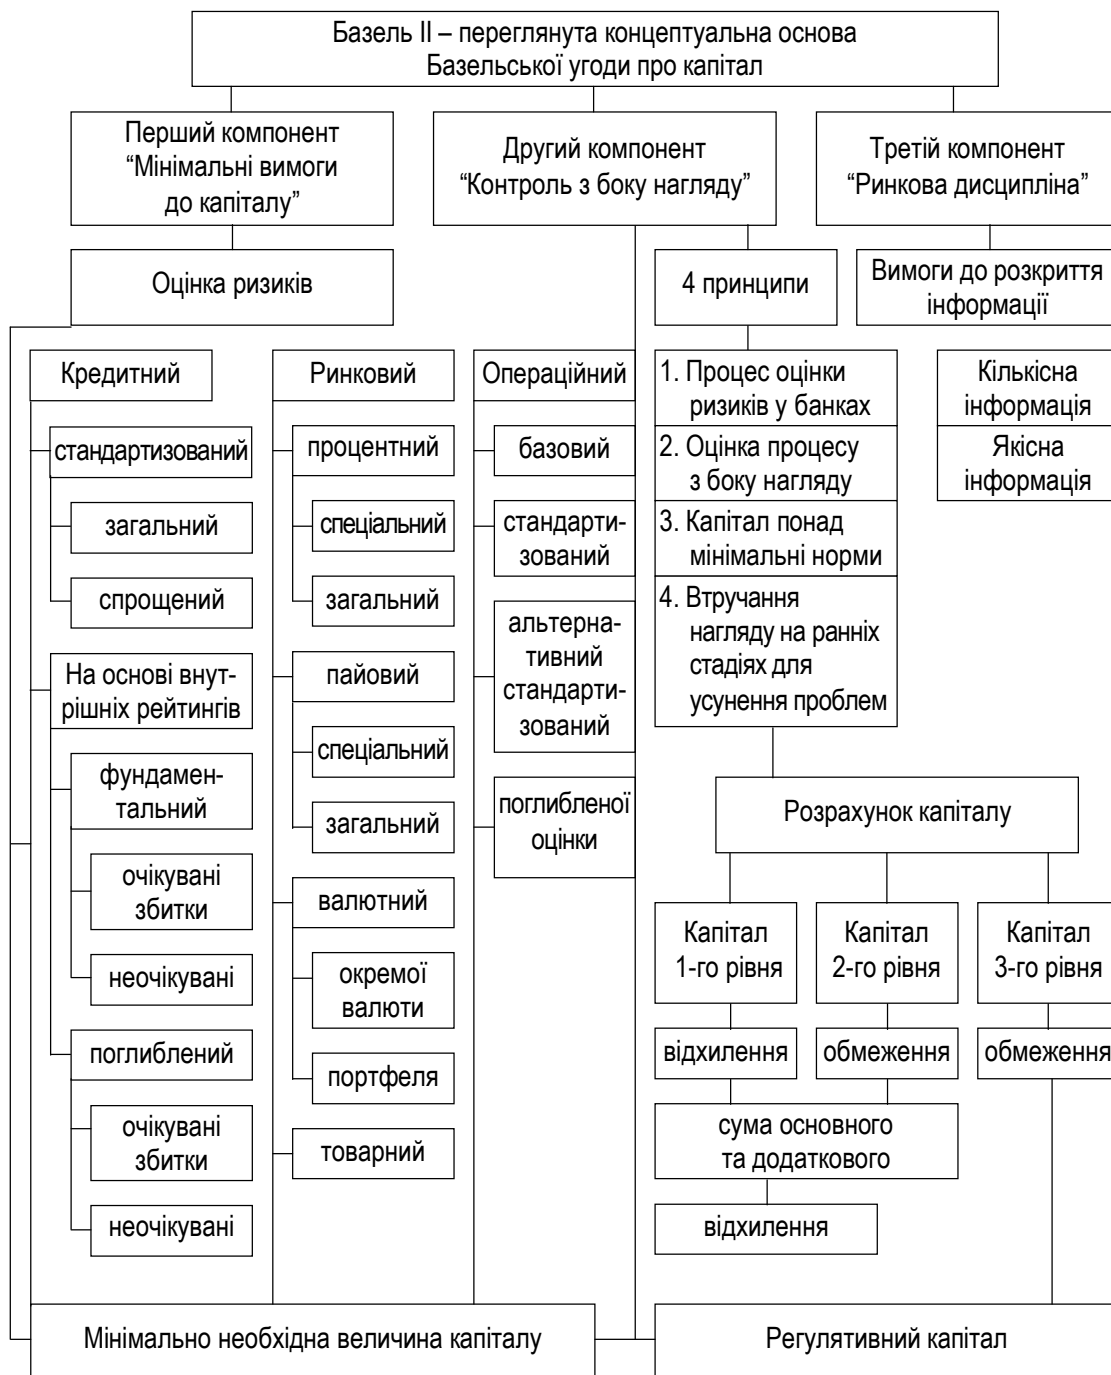 Базель II – переглянута концептуальна основа
Базельської угоди про капітал
Перший компонент
“Мінімальні вимоги
до капіталу”
Другий компонент
“Контроль з боку нагляду”
Третій компонент
“Ринкова дисципліна”
Оцінка ризиків
4 принципи
Вимоги до розкриття
інформації
Кредитний
стандартизований
загальний
спрощений
На основі внут-
рішніх рейтингів
фундамен-
тальний
очікувані
збитки
неочікувані
поглиблений
очікувані
збитки
неочікувані
Ринковий
процентний
спеціальний
загальний
пайовий
спеціальний
загальний
валютний
окремої
валюти
портфеля
товарний
Операційний
базовий
стандарти-
зований
альтерна-
тивний
стандарти-
зований
поглибленої
оцінки
1. Процес оцінки
ризиків у банках
2. Оцінка процесу
з боку нагляду
3. Капітал понад
мінімальні норми
4. Втручання
нагляду на ранніх
стадіях для
усунення проблем
Кількісна
інформація
Якісна
інформація
Розрахунок капіталу
Капітал
1-го рівня
Капітал
2-го рівня
Капітал
3-го рівня
відхилення
обмеження
обмеження
сума основного
та додаткового
відхилення
Мінімально необхідна величина капіталу
Регулятивний капітал